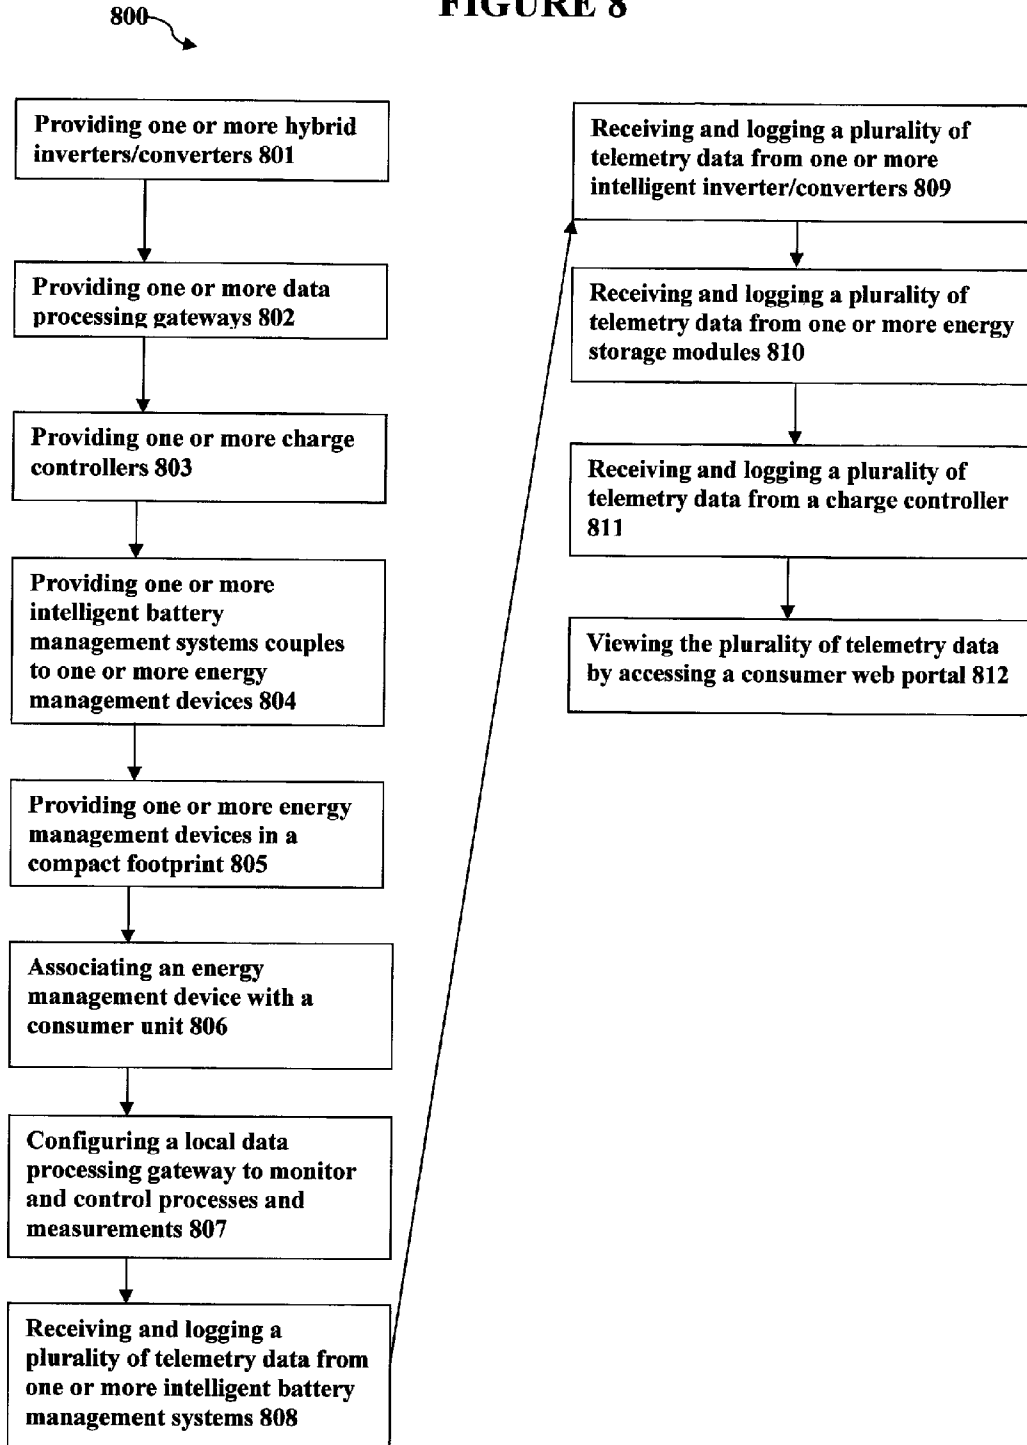 FIGURE 8
800
Providing one or more hybrid
inverters/converters 801
Providing one or more data
processing gateways 802
Providing one or more charge
controllers 803
Providing one or more
intelligent battery
management systems couples
to one or more energy
management devices 804
Providing one or more energy
management devices in a
compact footprint 805
Associating an energy
management device with a
consumer unit 806
Configuring a local data
processing gateway to monitor
and control processes and
measurements 807
Receiving and logging a
plurality of telemetry data from
one or more intelligent battery
management systems 808
Receiving and logging a plurality of
telemetry data from one or more
intelligent inverter/converters 809
Receiving and logging a plurality of
telemetry data from one or more energy
storage modules 810
Receiving and logging a plurality of
telemetry data from a charge controller
811
Viewing the plurality of telemetry data
by accessing a consumer web portal 812